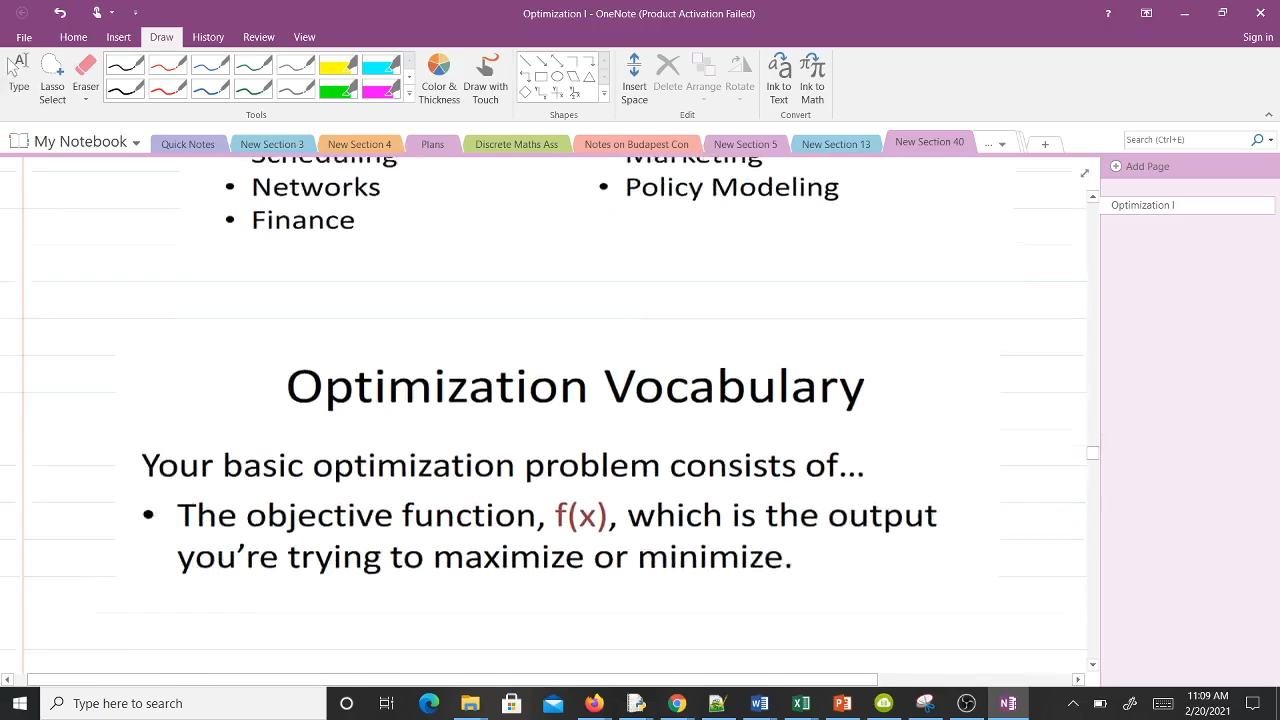 Optimization I - OneNote (Product Activation Failed)
?
File Home Insert Draw History Review View Sign in
Type Lasso Select Eraser Color & Thickness Draw with Touch Insert Space Delete Arrange Rotate Ink to Text Ink to Math
Tools Shapes Edit Convert
My Notebook Quick Notes New Section 3 New Section 4 Plans Discrete Maths Ass Notes on Budapest Con New Section 5 New Section 13 New Section 40 ... + Search (Ctrl+E)
Add Page
Optimization I
Scheduling Marketing
• Networks • Policy Modeling
• Finance
Optimization Vocabulary
Your basic optimization problem consists of...
• The objective function, f(x), which is the output
you're trying to maximize or minimize.
Type here to search 11:09 AM
2/20/2021